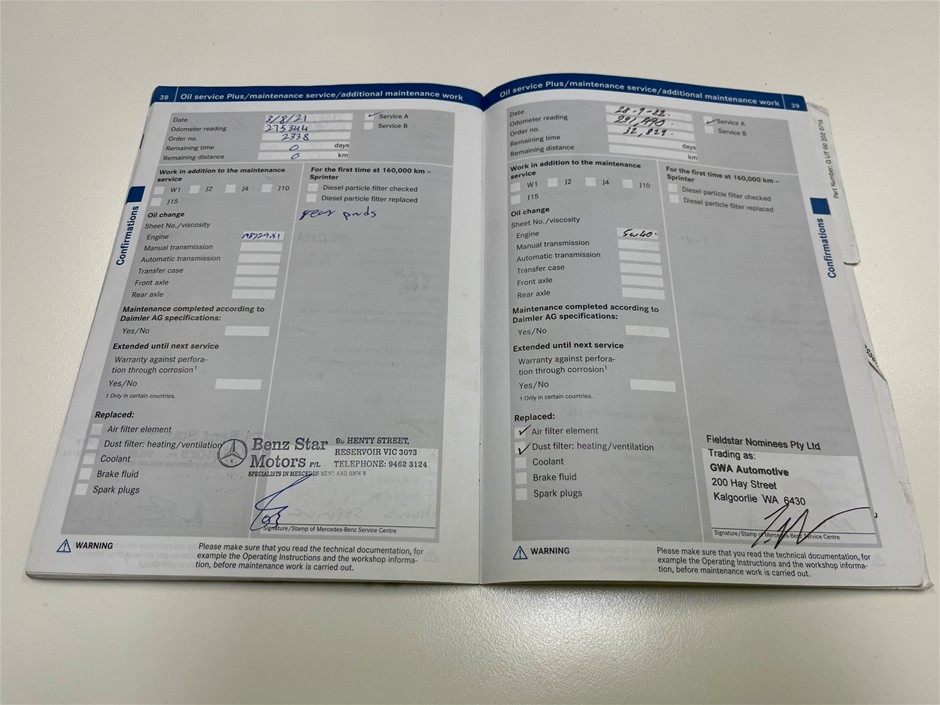 38 Oil service Plus/maintenance service/additional maintenance work
Date 3/8/21
Service A
Odometer reading 275344
Service B
Order no. 2338
Remaining time 0 days
Remaining distance 0 km
Work in addition to the maintenance service
W1 J2 J4 J10
J15
For the first time at 160,000 km – Sprinter
Diesel particle filter checked
Diesel particle filter replaced
rear pads
Oil change
Sheet No./viscosity
Engine
Manual transmission
Automatic transmission
Transfer case
Front axle
Rear axle
Maintenance completed according to
Daimler AG specifications:
Yes/No
Extended until next service
Warranty against perfora-
tion through corrosion¹
Yes/No
1 Only in certain countries.
Replaced:
Air filter element
Dust filter: heating/ventilation
Coolant
Brake fluid
Spark plugs
Benz Star
Motors P/L
SPECIALISTS IN MERCEDES BENZ AND BMW'S
HENTY STREET,
RESERVOIR VIC 3073
TELEPHONE: 9462 3124
Signature/Stamp of Mercedes-Benz Service Centre
WARNING
Please make sure that you read the technical documentation, for
example the Operating Instructions and the workshop informa-
tion, before maintenance work is carried out.
Confirmations
Oil service Plus/maintenance service/additional maintenance work 39
Date 28-9-22
Service A
Odometer reading
Service B
Order no. 32,829.
Remaining time days
Remaining distance km
Work in addition to the maintenance
service
W1 J2 J4 J10
J15
For the first time at 160,000 km –
Sprinter
Diesel particle filter checked
Diesel particle filter replaced
Oil change
Sheet No./viscosity
Engine 5w40.
Manual transmission
Automatic transmission
Transfer case
Front axle
Rear axle
Maintenance completed according to
Daimler AG specifications:
Yes/No
Extended until next service
Warranty against perfora-
tion through corrosion¹
Yes/No
1 Only in certain countries.
Replaced:
Air filter element
Dust filter: heating/ventilation
Coolant
Brake fluid
Spark plugs
Fieldstar Nominees Pty Ltd
Trading as:
GWA Automotive
200 Hay Street
Kalgoorlie WA 6430
Signature/Stamp of Mercedes-Benz Service Centre
WARNING
Please make sure that you read the technical documentation, for
example the Operating Instructions and the workshop informa-
tion, before maintenance work is carried out.
Confirmations